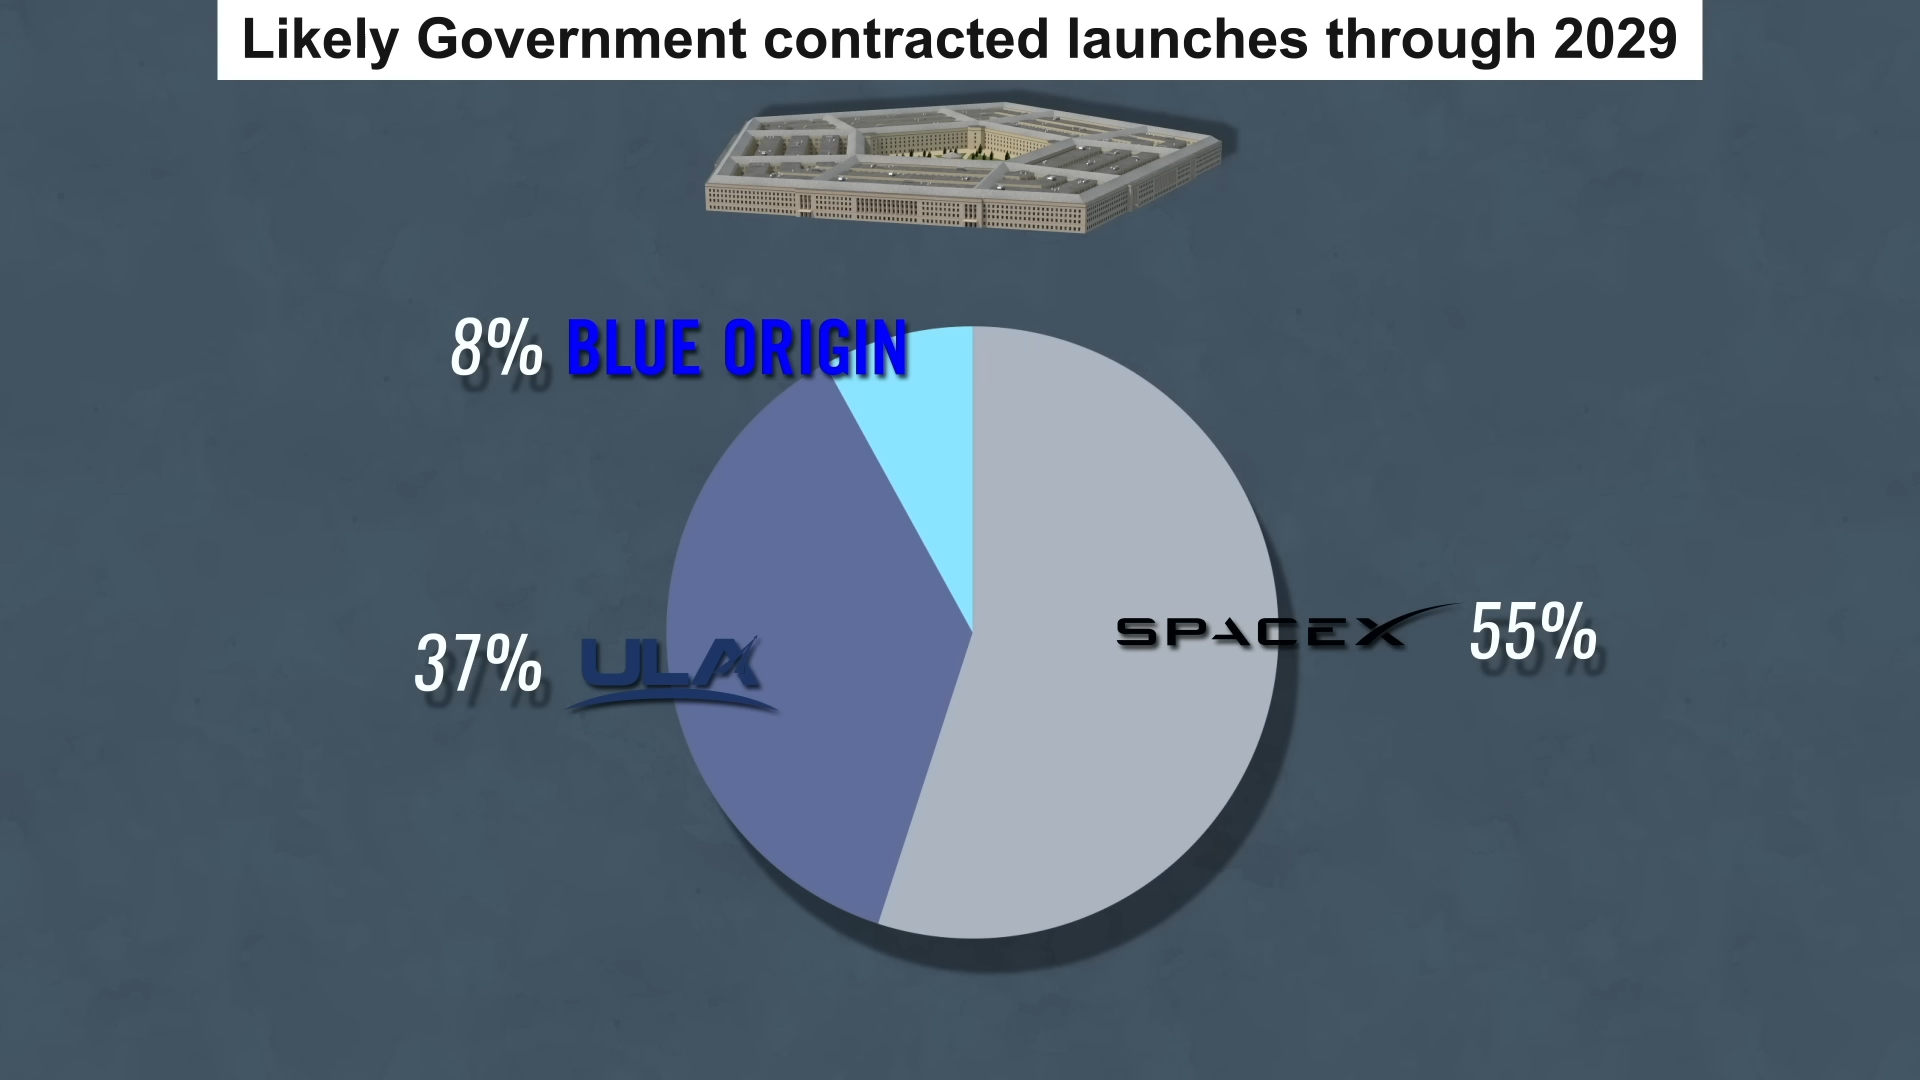 Likely Government contracted launches through 2029
8% BLUE ORIGIN
37% ULA
SPACEX 55%